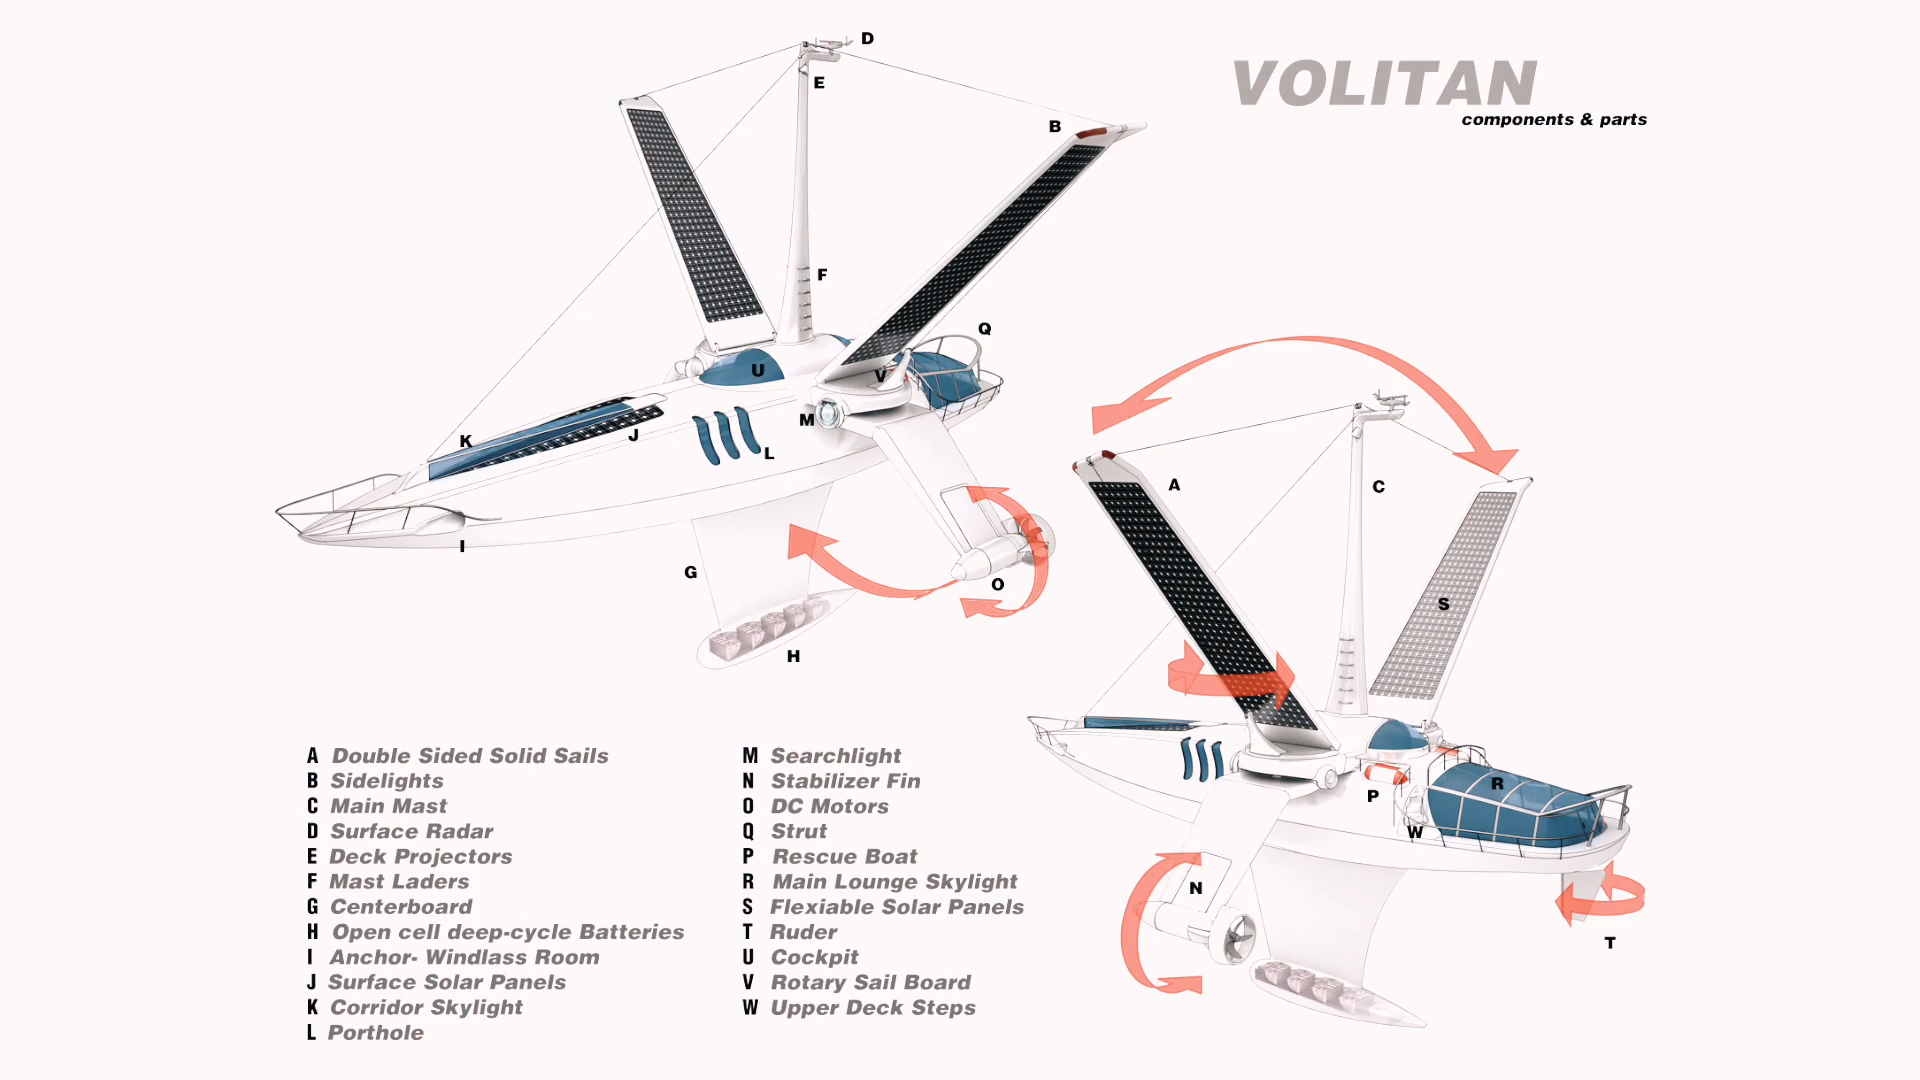 VOLITAN
components & parts
D
E
B
F
Q
U
V
M
K
J
L
I
G
O
H
A
C
S
R
P
W
N
T
A Double Sided Solid Sails
B Sidelights
C Main Mast
D Surface Radar
E Deck Projectors
F Mast Laders
G Centerboard
H Open cell deep-cycle Batteries
I Anchor- Windlass Room
J Surface Solar Panels
K Corridor Skylight
L Porthole
M Searchlight
N Stabilizer Fin
O DC Motors
Q Strut
P Rescue Boat
R Main Lounge Skylight
S Flexiable Solar Panels
T Ruder
U Cockpit
V Rotary Sail Board
W Upper Deck Steps